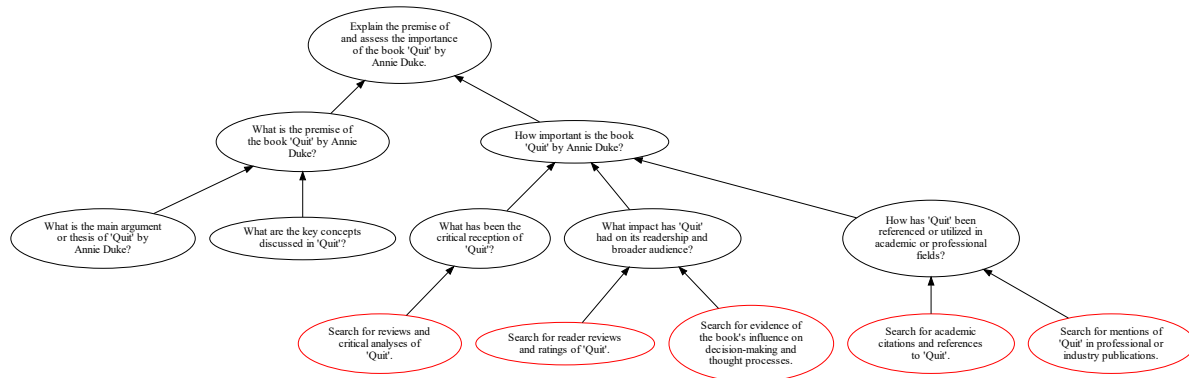 Explain the premise of
and assess the importance
of the book 'Quit' by
Annie Duke.
What is the premise of
the book 'Quit' by Annie
Duke?
How important is the book
'Quit' by Annie Duke?
What is the main argument
or thesis of 'Quit' by
Annie Duke?
What are the key concepts
discussed in 'Quit'?
What has been the
critical reception of
'Quit'?
What impact has 'Quit'
had on its readership and
broader audience?
How has 'Quit' been
referenced or utilized in
academic or professional
fields?
Search for reviews and
critical analyses of
'Quit'.
Search for reader reviews
and ratings of 'Quit'.
Search for evidence of
the book's influence on
decision-making and
thought processes.
Search for academic
citations and references
to 'Quit'.
Search for mentions of
'Quit' in professional or
industry publications.